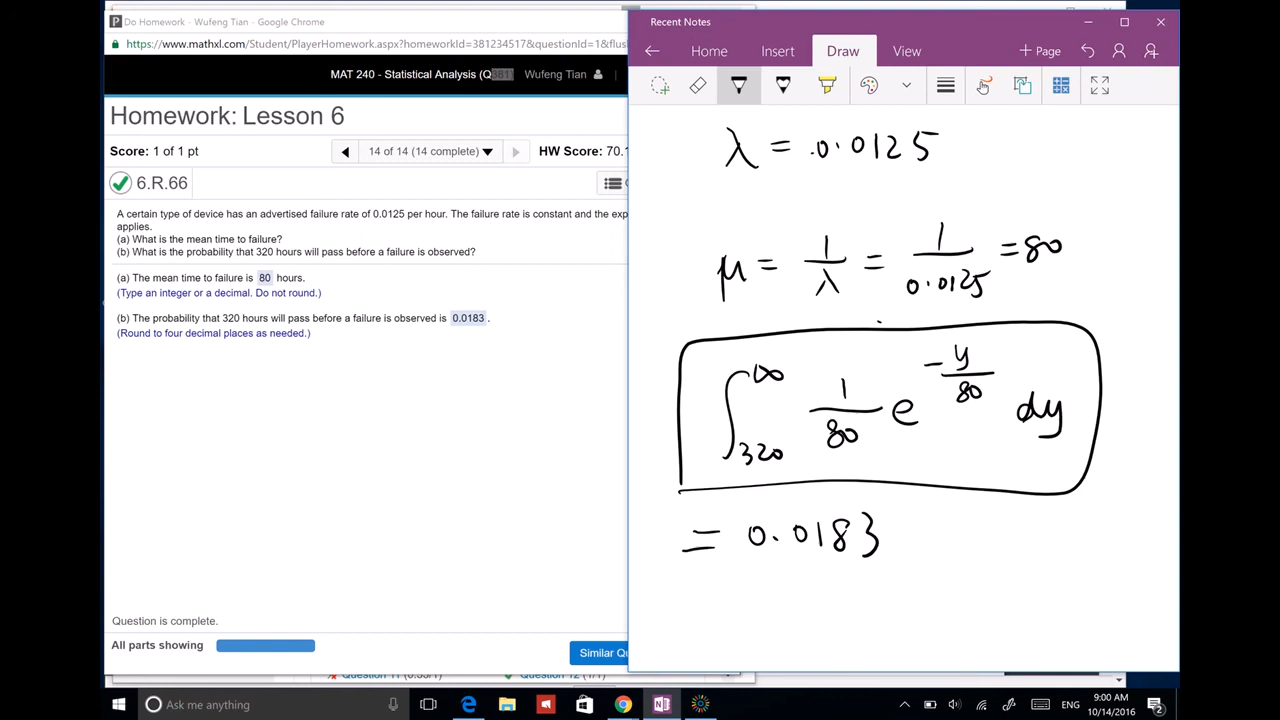 Do Homework - Wufeng Tian - Google Chrome
https://www.mathxl.com/Student/PlayerHomework.aspx?homeworkId=381234517&questionId=1&flus
MAT 240 - Statistical Analysis (Q381) Wufeng Tian
Homework: Lesson 6
Score: 1 of 1 pt
14 of 14 (14 complete)
HW Score: 70.
6.R.66
A certain type of device has an advertised failure rate of 0.0125 per hour. The failure rate is constant and the exp
applies.
(a) What is the mean time to failure?
(b) What is the probability that 320 hours will pass before a failure is observed?
(a) The mean time to failure is 80 hours.
(Type an integer or a decimal. Do not round.)
(b) The probability that 320 hours will pass before a failure is observed is 0.0183.
(Round to four decimal places as needed.)
Question is complete.
All parts showing
Similar Qu
Recent Notes
Home Insert Draw View + Page
λ = 0.0125
μ = 1/λ = 1/0.0125 = 80
∫₃₂₀^∞ 1/80 e^(-y/80) dy
= 0.0183
Ask me anything
ENG
9:00 AM
10/14/2016
2